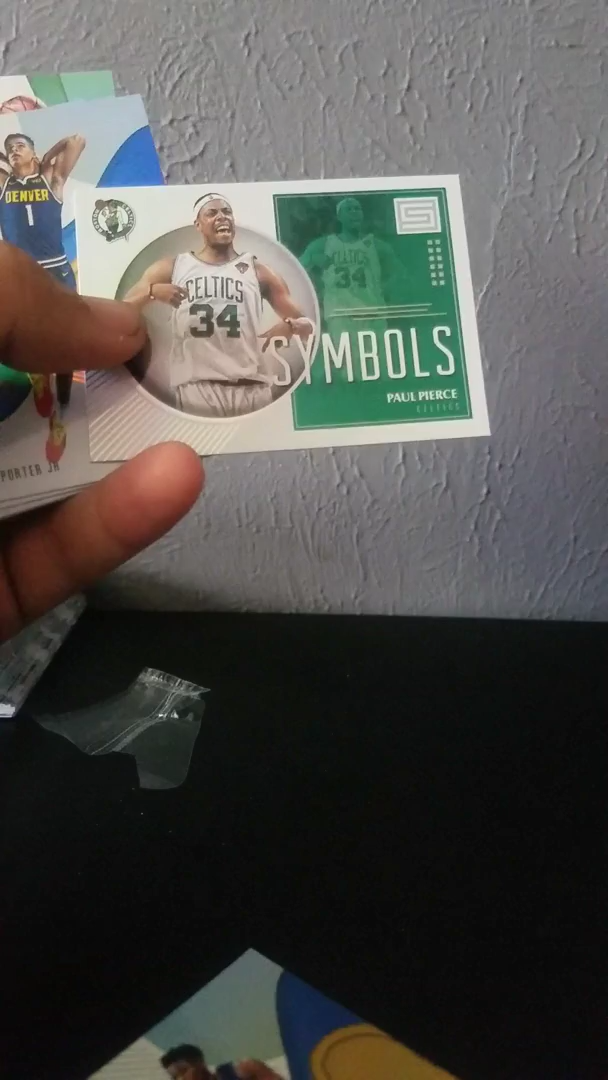 DENVER
1
CELTICS
34
CELTICS
34
SYMBOLS
PAUL PIERCE
CELTICS
PORTER JR